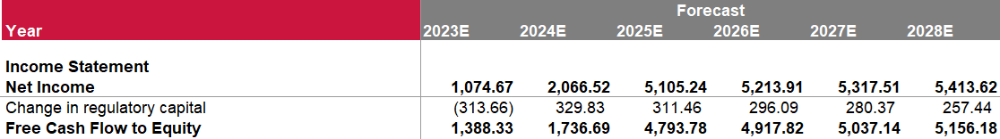 Forecast
Year 2023E 2024E 2025E 2026E 2027E 2028E
Income Statement
Net Income 1,074.67 2,066.52 5,105.24 5,213.91 5,317.51 5,413.62
Change in regulatory capital (313.66) 329.83 311.46 296.09 280.37 257.44
Free Cash Flow to Equity 1,388.33 1,736.69 4,793.78 4,917.82 5,037.14 5,156.18